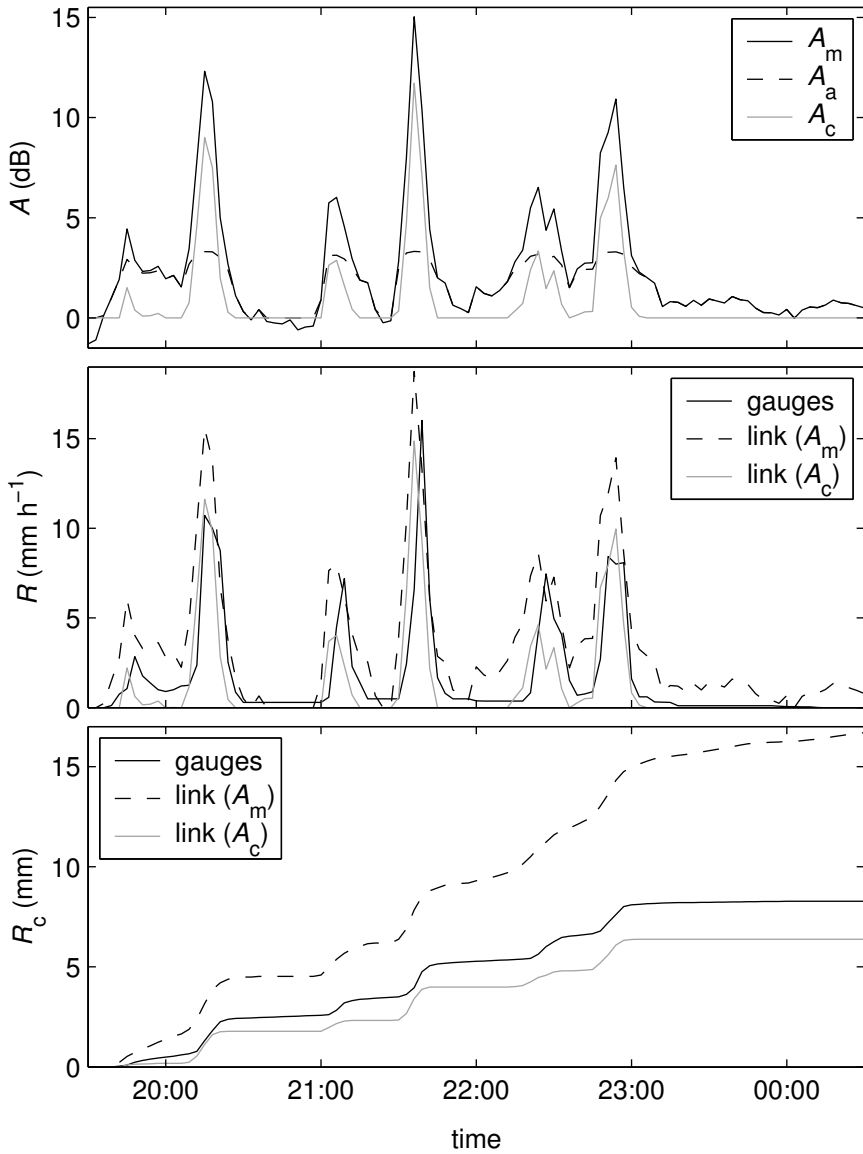 15
10
5
0
A (dB)
A_m
A_a
A_c
15
10
5
0
R (mm h⁻¹)
gauges
link (A_m)
link (A_c)
15
10
5
0
R_c (mm)
gauges
link (A_m)
link (A_c)
20:00 21:00 22:00 23:00 00:00
time